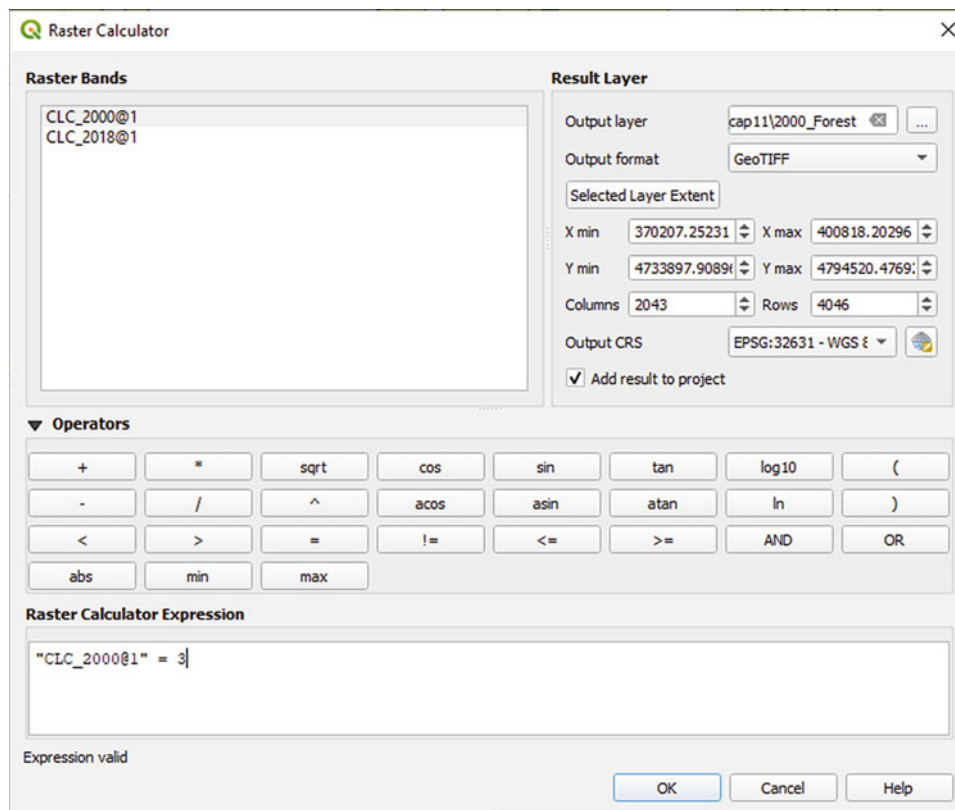 Raster Calculator
Raster Bands
CLC_2000@1
CLC_2018@1
Result Layer
Output layer cap11\2000_Forest ...
Output format GeoTIFF
Selected Layer Extent
X min 370207.25231 X max 400818.20296
Y min 4733897.9089 Y max 4794520.4769
Columns 2043 Rows 4046
Output CRS EPSG:32631 - WGS 8
Add result to project
Operators
+ * sqrt cos sin tan log10 (
- / ^ acos asin atan ln )
< > = != <= >= AND OR
abs min max
Raster Calculator Expression
"CLC_2000@1" = 3
Expression valid
OK Cancel Help